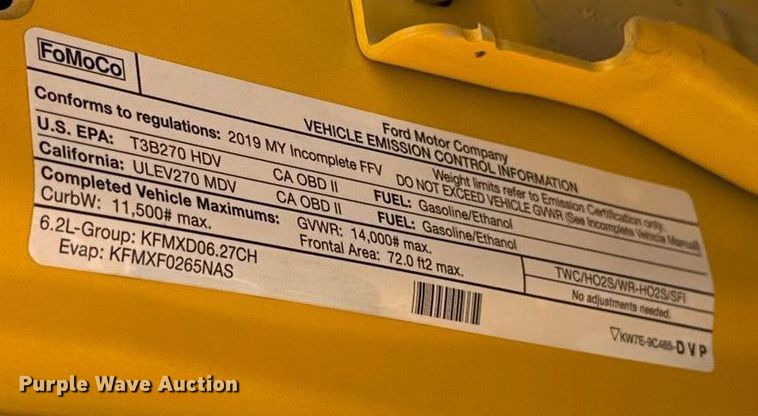 FoMoCo
Ford Motor Company
VEHICLE EMISSION CONTROL INFORMATION
Conforms to regulations: 2019 MY Incomplete FFV
Weight limits refer to Emission Certification only.
DO NOT EXCEED VEHICLE GVWR (See Incomplete Vehicle Manual)
U.S. EPA: T3B270 HDV CA OBD II FUEL: Gasoline/Ethanol
California: ULEV270 MDV CA OBD II FUEL: Gasoline/Ethanol
Completed Vehicle Maximums: GVWR: 14,000# max.
CurbW: 11,500# max. Frontal Area: 72.0 ft2 max.
6.2L-Group: KFMXD06.27CH
Evap: KFMXF0265NAS
TWC/HO2S/WR-HO2S/SFI
No adjustments needed.
▽KW7E-9C485-DVP
Purple Wave Auction